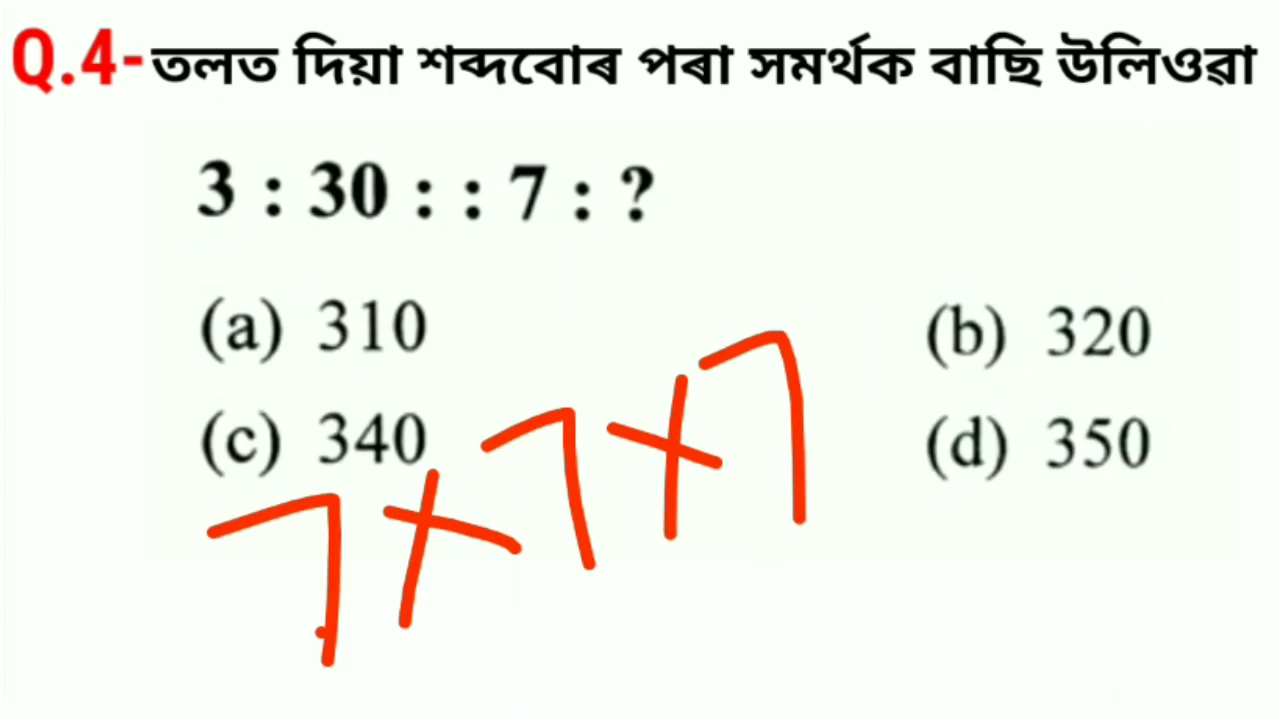 Q.4-তলত দিয়া শব্দবোৰ পৰা সমৰ্থক বাছি উলিওৱা
3 : 30 : : 7 : ?
(a) 310 (b) 320
(c) 340 (d) 350
7×7×7